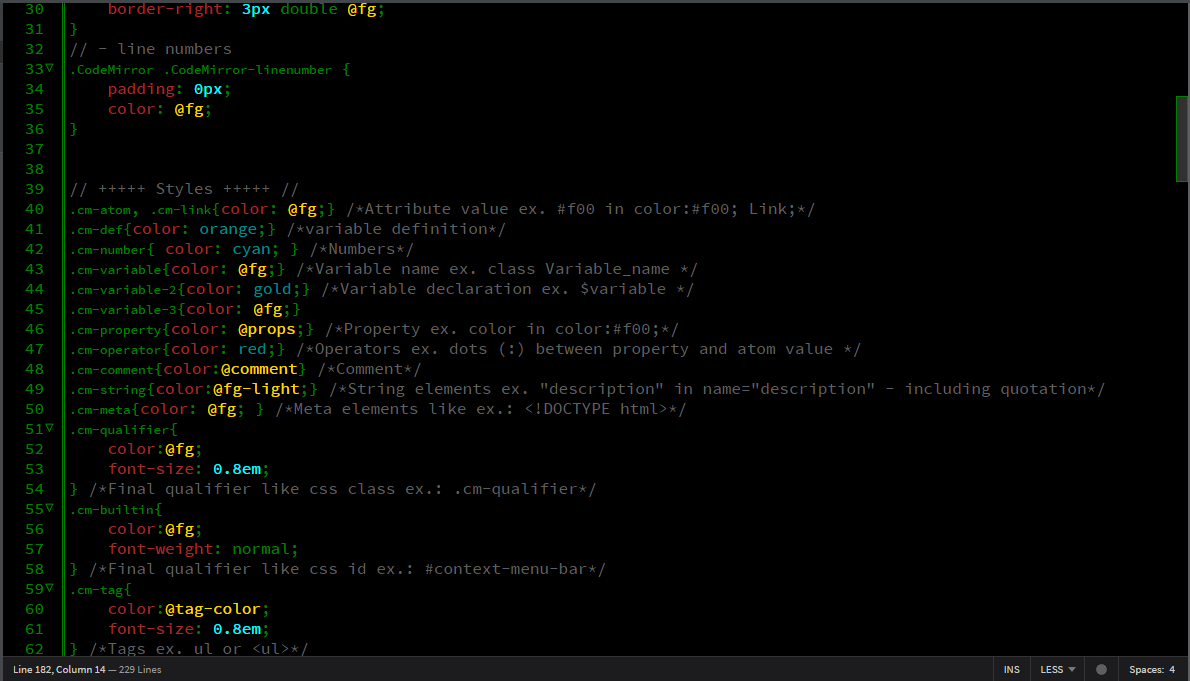 30     border-right: 3px double @fg;
31 }
32 // - line numbers
33 .CodeMirror .CodeMirror-linenumber {
34     padding: 0px;
35     color: @fg;
36 }
37
38
39 // +++++ Styles +++++ //
40 .cm-atom, .cm-link{color: @fg;} /*Attribute value ex. #f00 in color:#f00; Link;*/
41 .cm-def{color: orange;} /*variable definition*/
42 .cm-number{ color: cyan; } /*Numbers*/
43 .cm-variable{color: @fg;} /*Variable name ex. class Variable_name */
44 .cm-variable-2{color: gold;} /*Variable declaration ex. $variable */
45 .cm-variable-3{color: @fg;}
46 .cm-property{color: @props;} /*Property ex. color in color:#f00;*/
47 .cm-operator{color: red;} /*Operators ex. dots (:) between property and atom value */
48 .cm-comment{color:@comment} /*Comment*/
49 .cm-string{color:@fg-light;} /*String elements ex. "description" in name="description" - including quotation*/
50 .cm-meta{color: @fg; } /*Meta elements like ex.: <!DOCTYPE html>*/
51 .cm-qualifier{
52     color:@fg;
53     font-size: 0.8em;
54 } /*Final qualifier like css class ex.: .cm-qualifier*/
55 .cm-builtin{
56     color:@fg;
57     font-weight: normal;
58 } /*Final qualifier like css id ex.: #context-menu-bar*/
59 .cm-tag{
60     color:@tag-color;
61     font-size: 0.8em;
62 } /*Tags ex. ul or <ul>*/
Line 182, Column 14 — 229 Lines INS LESS Spaces: 4